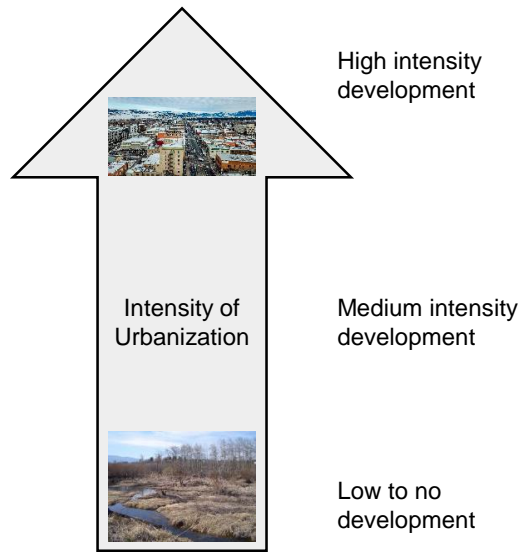 High intensity
development
Intensity of
Urbanization
Medium intensity
development
Low to no
development